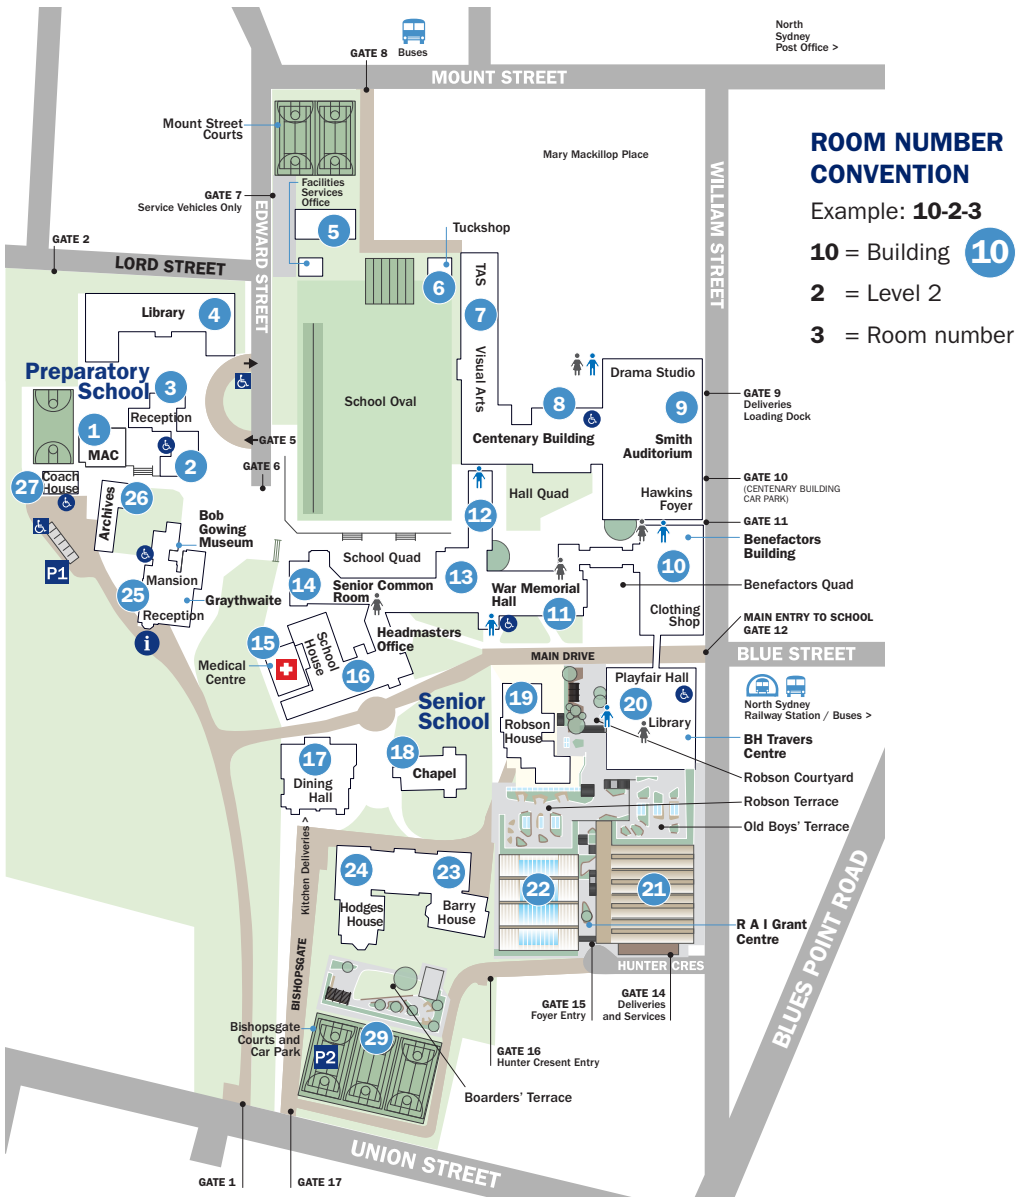 North
Sydney
Post Office >
Buses
GATE 8
MOUNT STREET
ROOM NUMBER
CONVENTION
Example: 10-2-3
10 = Building 10
2 = Level 2
3 = Room number
Mount Street
Courts
Mary Mackillop Place
WILLIAM STREET
GATE 7
Service Vehicles Only
Facilities
Services
Office
EDWARD STREET
5
Tuckshop
GATE 2
LORD STREET
6
TAS
7
Visual Arts
Library
4
Preparatory
School
3
Reception
1
MAC
2
GATE 5
GATE 6
School Oval
8
Centenary Building
Drama Studio
9
Smith
Auditorium
Hawkins
Foyer
GATE 9
Deliveries
Loading Dock
GATE 10
(CENTENARY BUILDING
CAR PARK)
GATE 11
Benefactors
Building
27
Coach
House
26
Archives
Bob
Gowing
Museum
P1
Mansion
25
Graythwaite
Reception
i
Hall Quad
12
School Quad
14
Senior Common
Room
13
War Memorial
Hall
11
10
Benefactors Quad
Clothing
Shop
MAIN ENTRY TO SCHOOL
GATE 12
Headmasters
Office
15
Medical
Centre
School
House
16
MAIN DRIVE
BLUE STREET
North Sydney
Railway Station / Buses >
Senior
School
19
Robson
House
Playfair Hall
20
Library
BH Travers
Centre
Robson Courtyard
Robson Terrace
Old Boys' Terrace
17
Dining
Hall
18
Chapel
Kitchen Deliveries >
24
23
Hodges
House
Barry
House
22
21
R A I Grant
Centre
BLUES POINT ROAD
HUNTER CRES
GATE 14
Deliveries
and Services
GATE 15
Foyer Entry
BISHOPSGATE
Bishopsgate
Courts and
Car Park
P2
29
GATE 16
Hunter Cresent Entry
Boarders' Terrace
UNION STREET
GATE 1
GATE 17